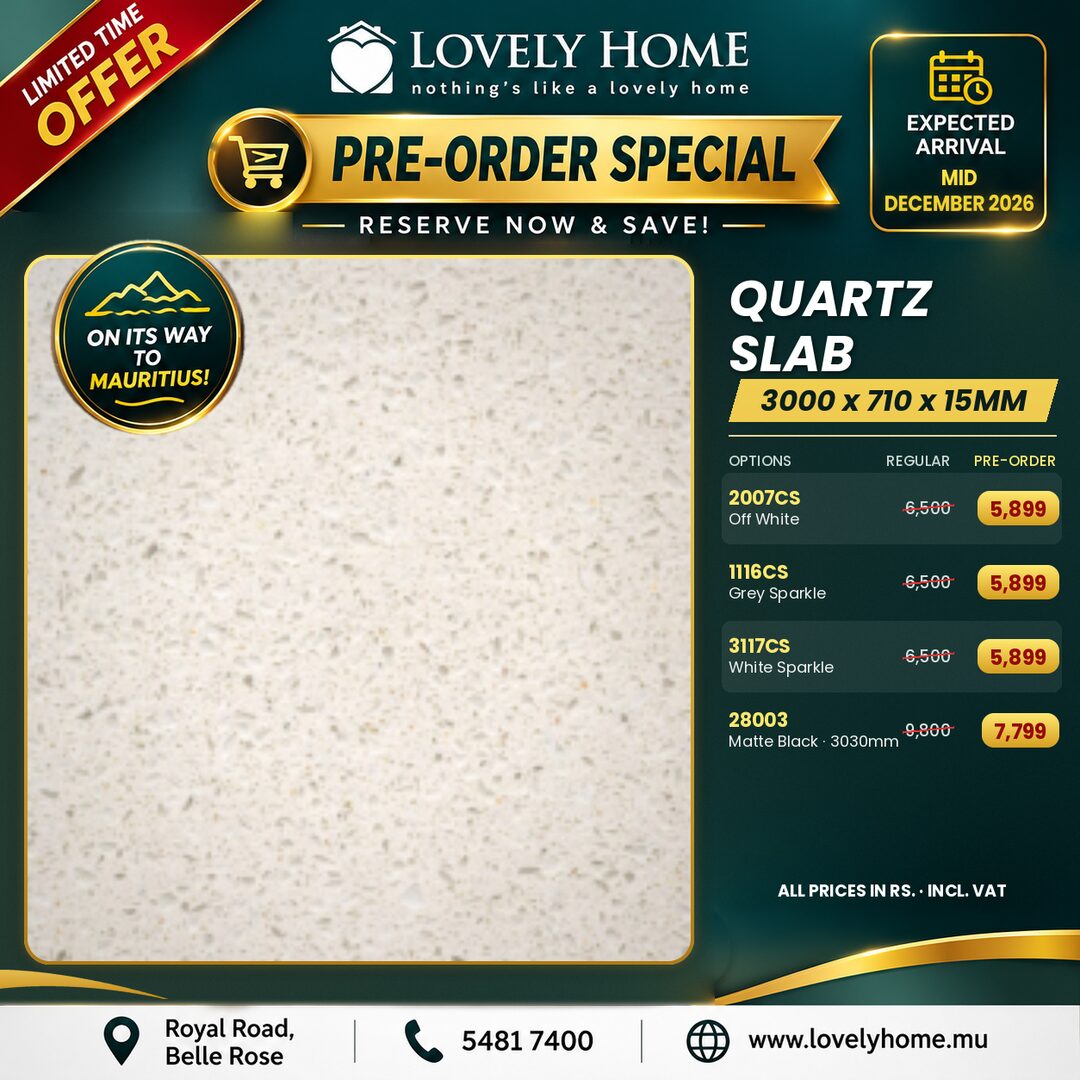 LIMITED TIME
OFFER
LOVELY HOME
nothing's like a lovely home
PRE-ORDER SPECIAL
RESERVE NOW & SAVE!
EXPECTED
ARRIVAL
MID
DECEMBER 2026
ON ITS WAY
TO
MAURITIUS!
QUARTZ
SLAB
3000 x 710 x 15MM
OPTIONS REGULAR PRE-ORDER
2007CS
Off White 6,500 5,899
1116CS
Grey Sparkle 6,500 5,899
3117CS
White Sparkle 6,500 5,899
28003
Matte Black · 3030mm 9,800 7,799
ALL PRICES IN RS. · INCL. VAT
Royal Road,
Belle Rose
5481 7400
www.lovelyhome.mu